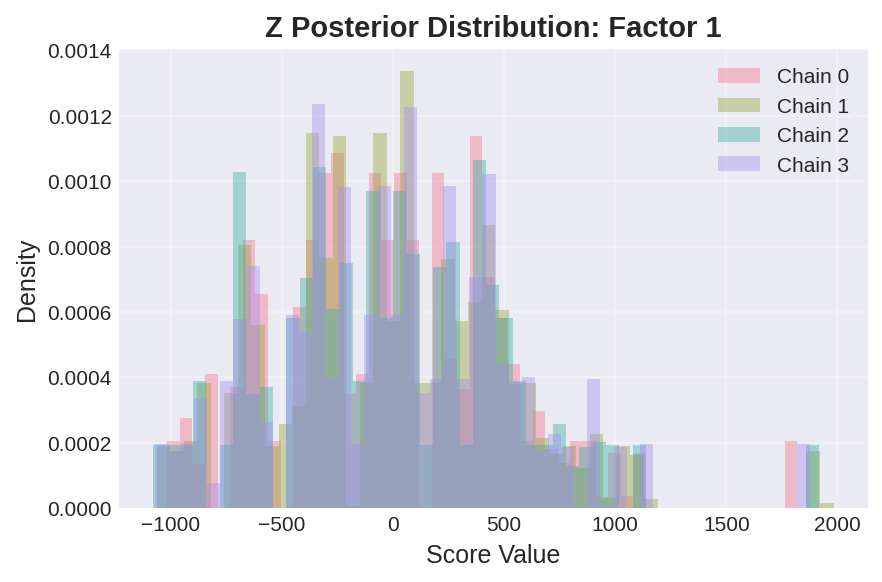 Z Posterior Distribution: Factor 1
0.0014
0.0012
0.0010
0.0008
0.0006
0.0004
0.0002
0.0000
Density
Chain 0
Chain 1
Chain 2
Chain 3
−1000 −500 0 500 1000 1500 2000
Score Value